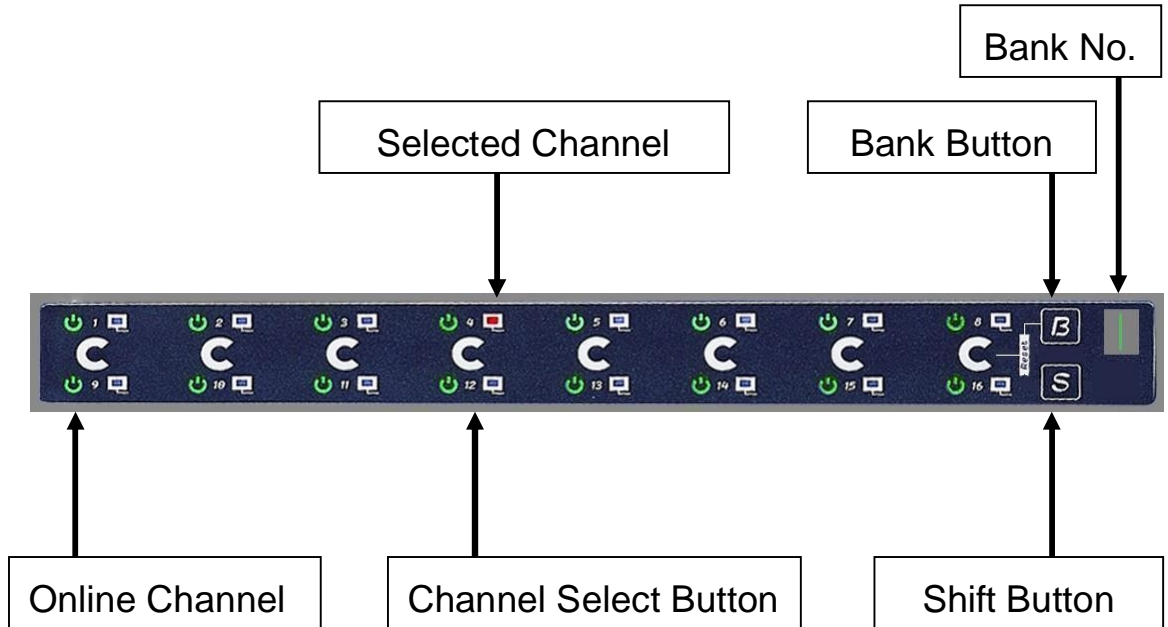 Bank No.
Selected Channel Bank Button
1 2 3 4 5 6 7 8 B
C C C C C C C C Reset
9 10 11 12 13 14 15 16 S
Online Channel Channel Select Button Shift Button